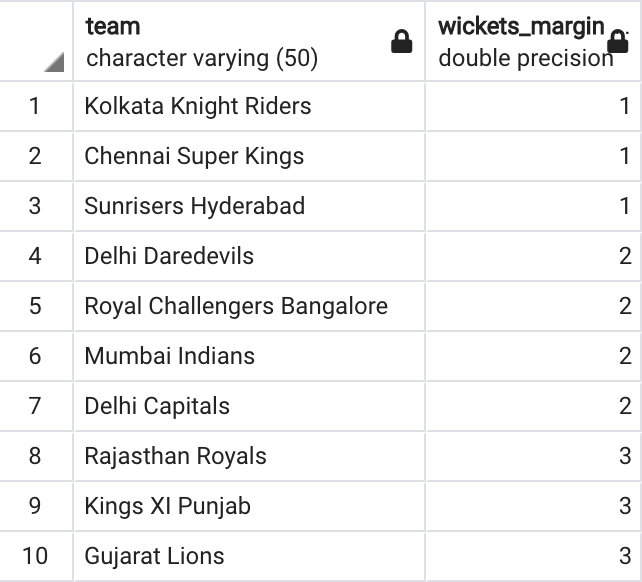 team wickets_margin
character varying (50) double precision
1 Kolkata Knight Riders 1
2 Chennai Super Kings 1
3 Sunrisers Hyderabad 1
4 Delhi Daredevils 2
5 Royal Challengers Bangalore 2
6 Mumbai Indians 2
7 Delhi Capitals 2
8 Rajasthan Royals 3
9 Kings XI Punjab 3
10 Gujarat Lions 3